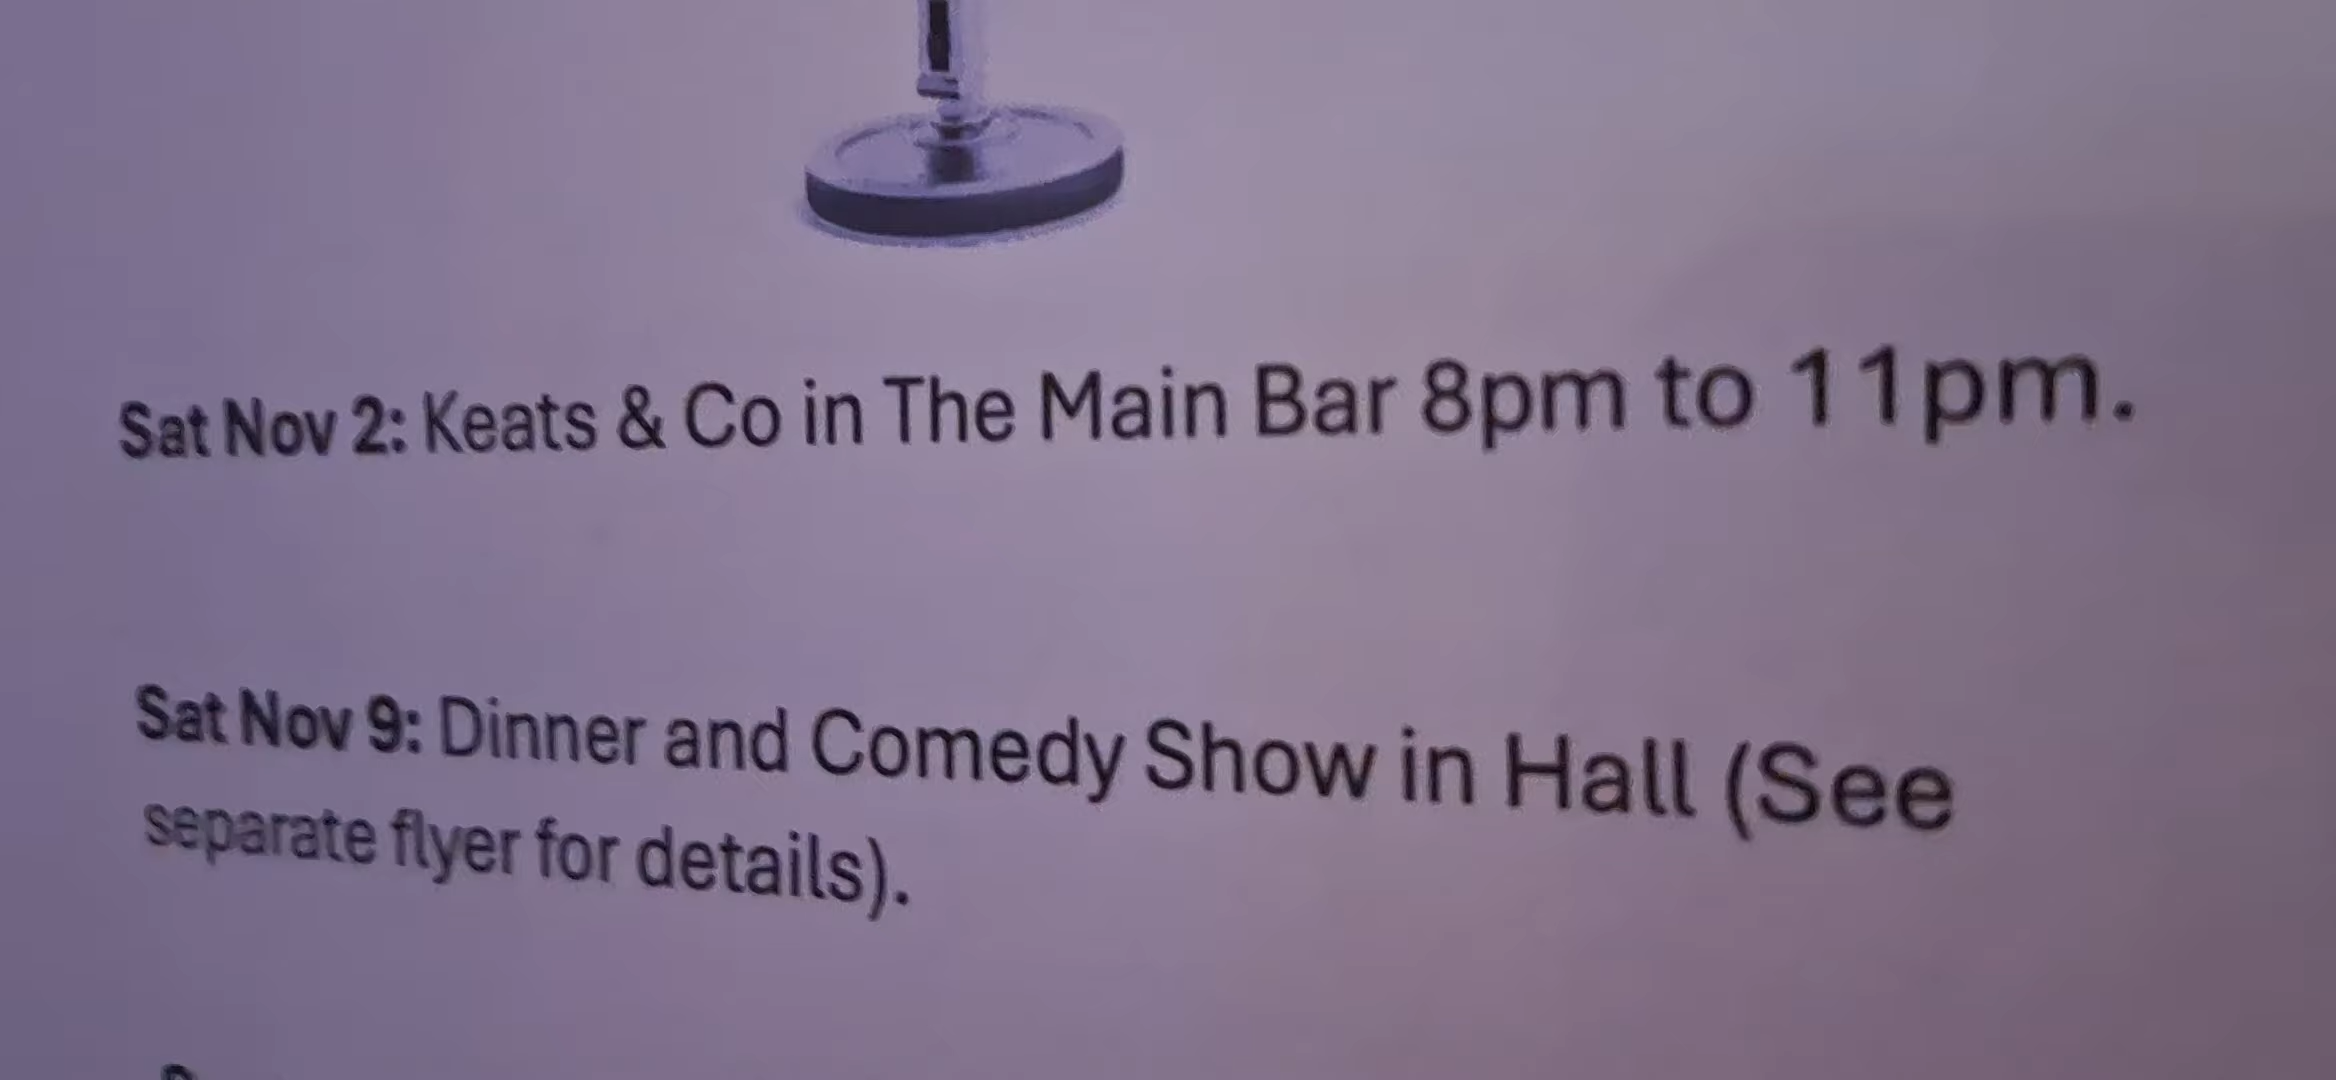 Sat Nov 2: Keats & Co in The Main Bar 8pm to 11pm.
Sat Nov 9: Dinner and Comedy Show in Hall (See
separate flyer for details).